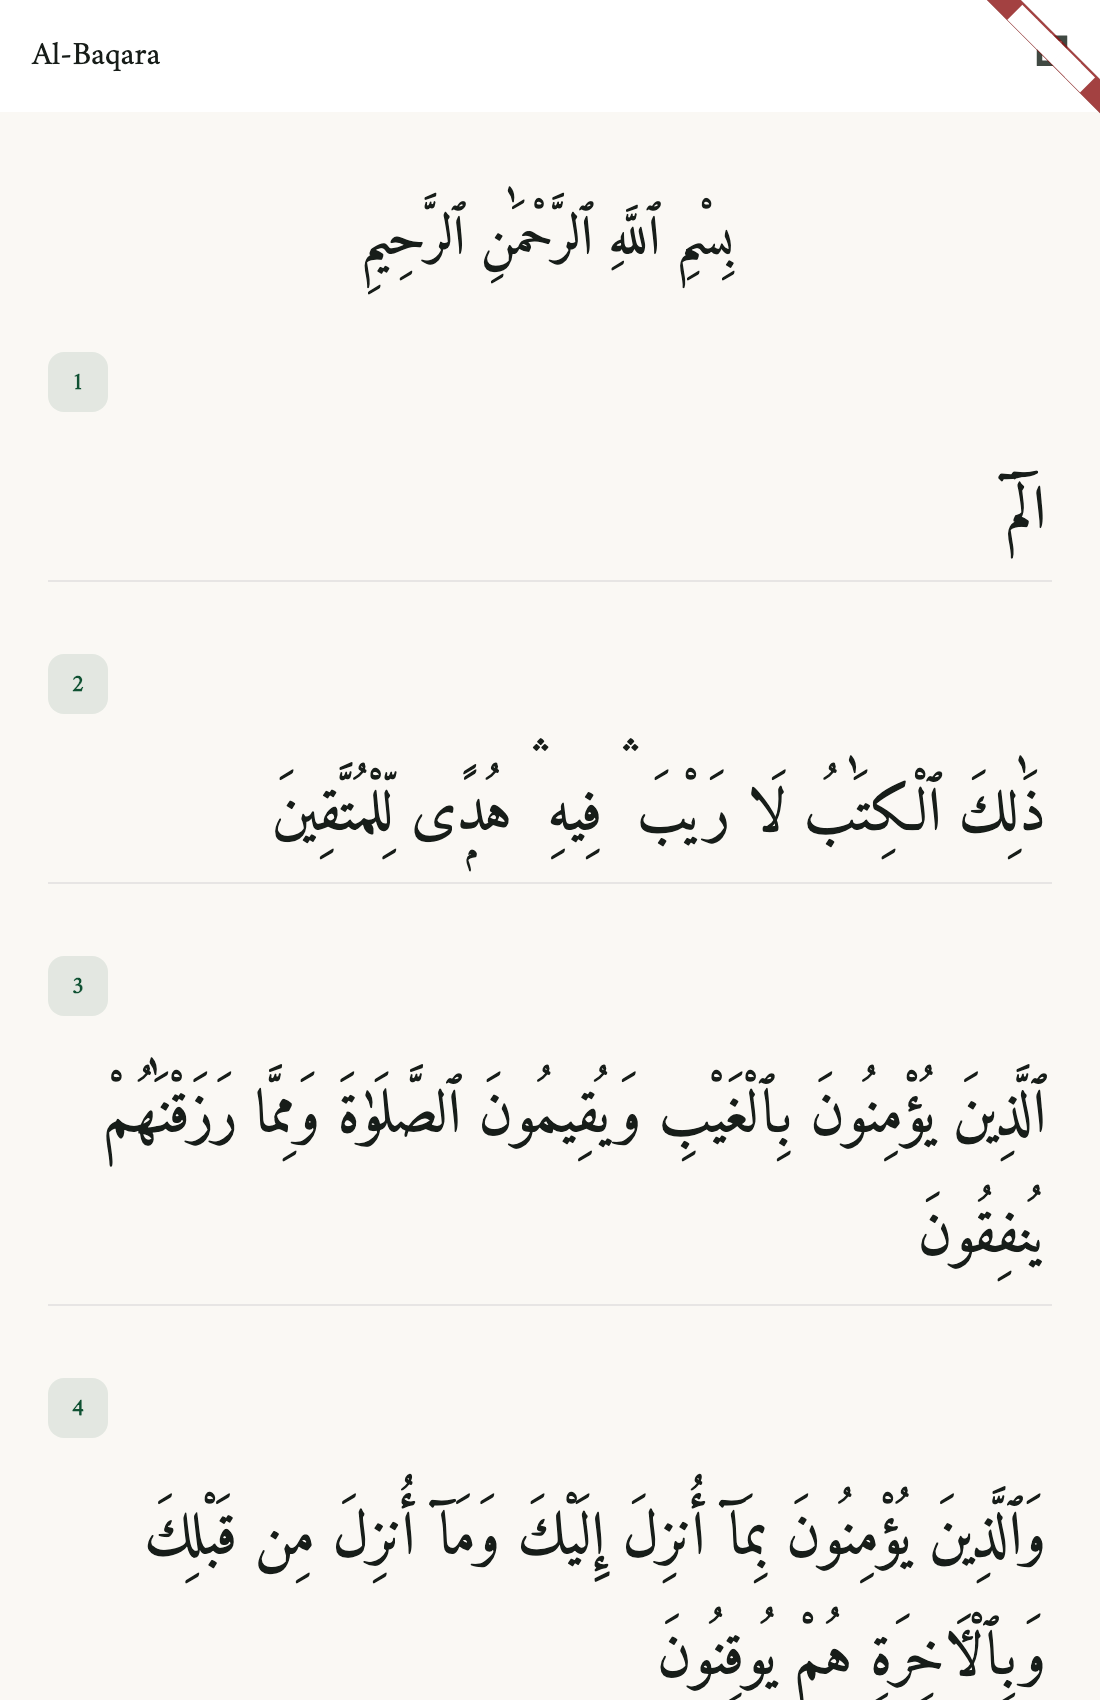 Al-Baqara
بِسْمِ ٱللَّهِ ٱلرَّحْمَٰنِ ٱلرَّحِيمِ
1
الٓمٓ
2
ذَٰلِكَ ٱلْكِتَٰبُ لَا رَيْبَ ۛ فِيهِ ۛ هُدًۭى لِّلْمُتَّقِينَ
3
ٱلَّذِينَ يُؤْمِنُونَ بِٱلْغَيْبِ وَيُقِيمُونَ ٱلصَّلَوٰةَ وَمِمَّا رَزَقْنَٰهُمْ
يُنفِقُونَ
4
وَٱلَّذِينَ يُؤْمِنُونَ بِمَآ أُنزِلَ إِلَيْكَ وَمَآ أُنزِلَ مِن قَبْلِكَ
وَبِٱلْـَٔاخِرَةِ هُمْ يُوقِنُونَ